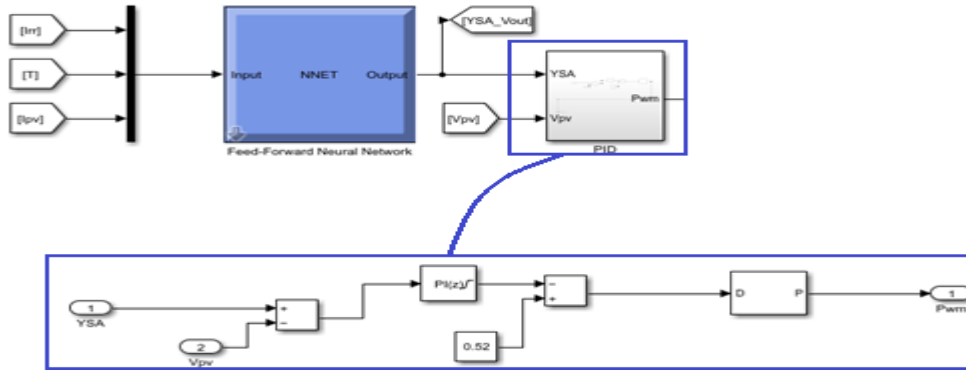 [Irr]
[T]
[Ipv]
Input NNET Output
Feed-Forward Neural Network
[YSA_Vout]
[Vpv]
YSA
Vpv
Pwm
PID
1
YSA
2
Vpv
+
−
PI(z)
−
+
0.52
D P
1
Pwm